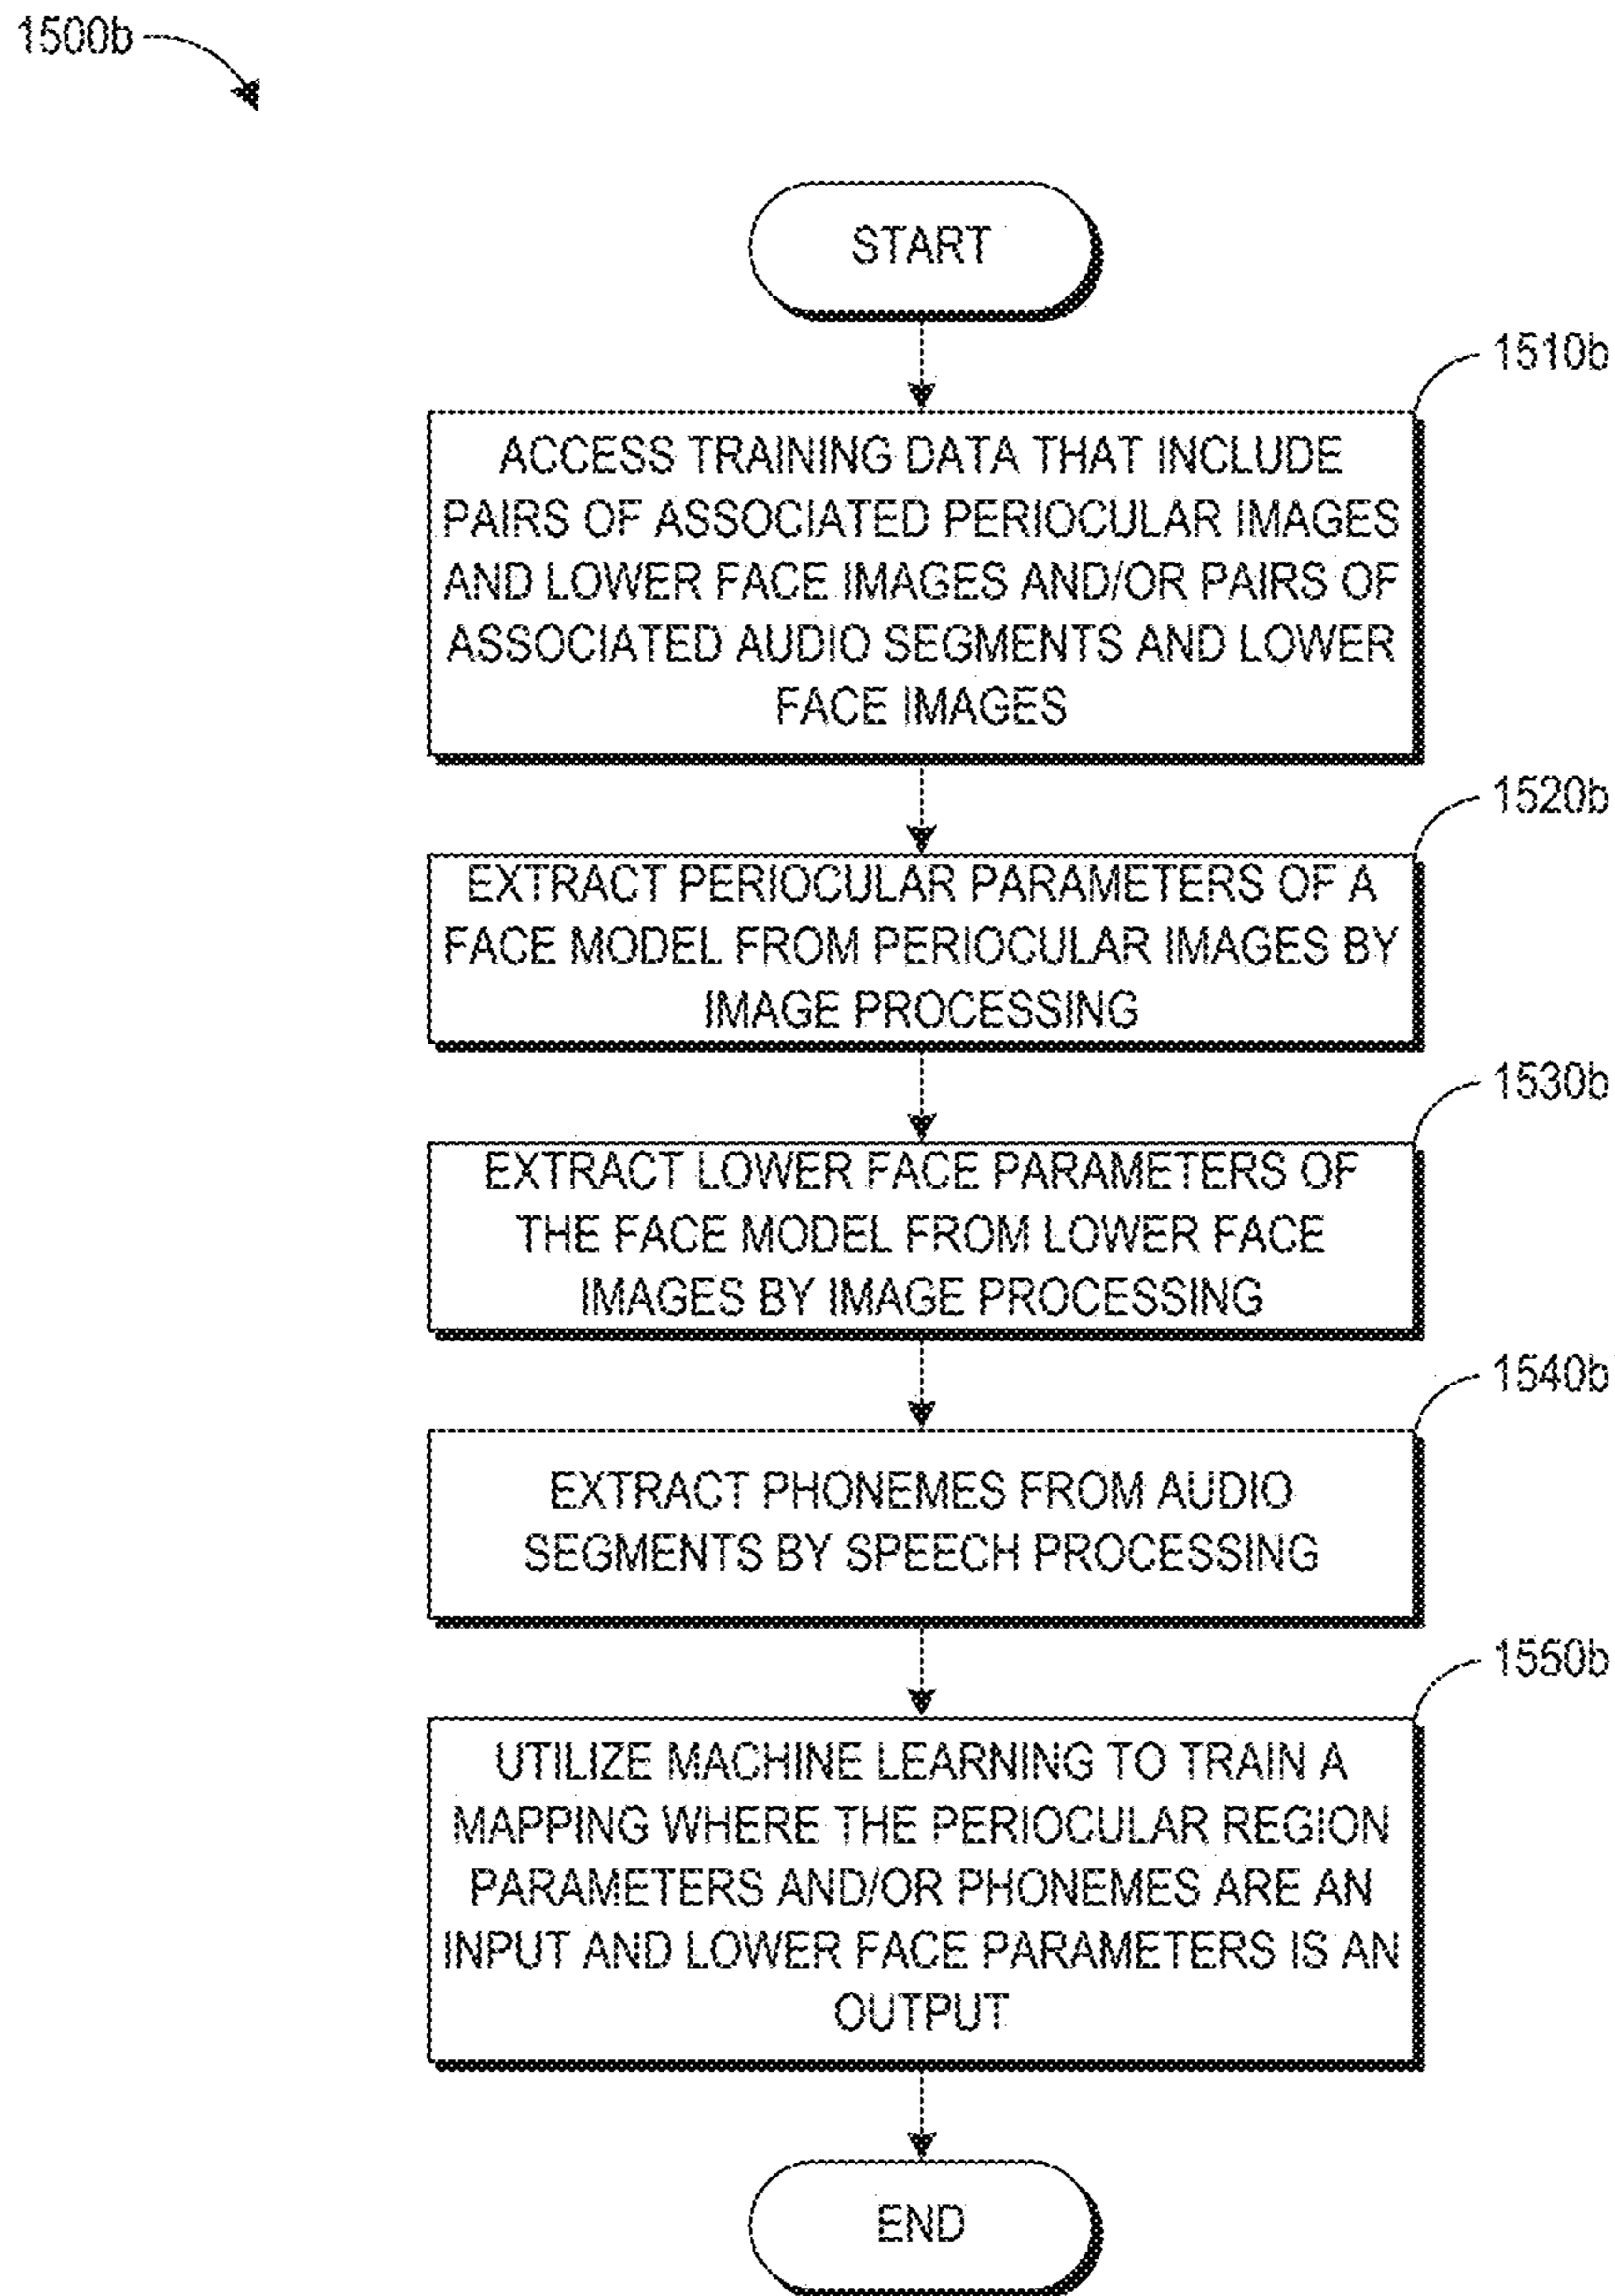 1500b
START
1510b
ACCESS TRAINING DATA THAT INCLUDE
PAIRS OF ASSOCIATED PERIOCULAR IMAGES
AND LOWER FACE IMAGES AND/OR PAIRS OF
ASSOCIATED AUDIO SEGMENTS AND LOWER
FACE IMAGES
1520b
EXTRACT PERIOCULAR PARAMETERS OF A
FACE MODEL FROM PERIOCULAR IMAGES BY
IMAGE PROCESSING
1530b
EXTRACT LOWER FACE PARAMETERS OF
THE FACE MODEL FROM LOWER FACE
IMAGES BY IMAGE PROCESSING
1540b
EXTRACT PHONEMES FROM AUDIO
SEGMENTS BY SPEECH PROCESSING
1550b
UTILIZE MACHINE LEARNING TO TRAIN A
MAPPING WHERE THE PERIOCULAR REGION
PARAMETERS AND/OR PHONEMES ARE AN
INPUT AND LOWER FACE PARAMETERS IS AN
OUTPUT
END